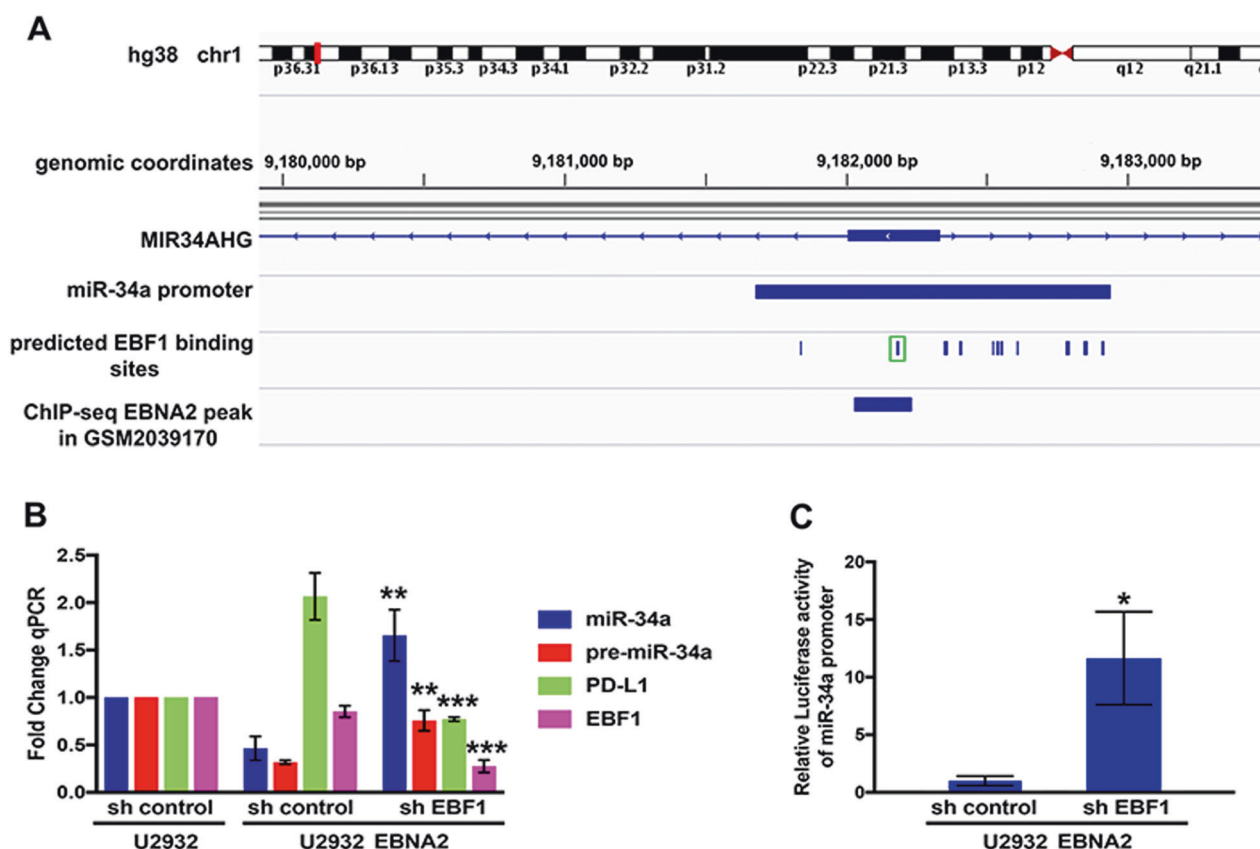 A
hg38 chr1
p36.31 p36.13 p35.3 p34.3 p34.1 p32.2 p31.2 p22.3 p21.3 p13.3 p12 q12 q21.1
genomic coordinates
9,180,000 bp 9,181,000 bp 9,182,000 bp 9,183,000 bp
MIR34AHG
miR-34a promoter
predicted EBF1 binding
sites
ChIP-seq EBNA2 peak
in GSM2039170
B
Fold Change qPCR
2.5
2.0
1.5
1.0
0.5
0.0
**
**
***
***
sh control sh control sh EBF1
U2932 U2932 EBNA2
miR-34a
pre-miR-34a
PD-L1
EBF1
C
Relative Luciferase activity
of miR-34a promoter
20
15
10
5
0
*
sh control sh EBF1
U2932 EBNA2